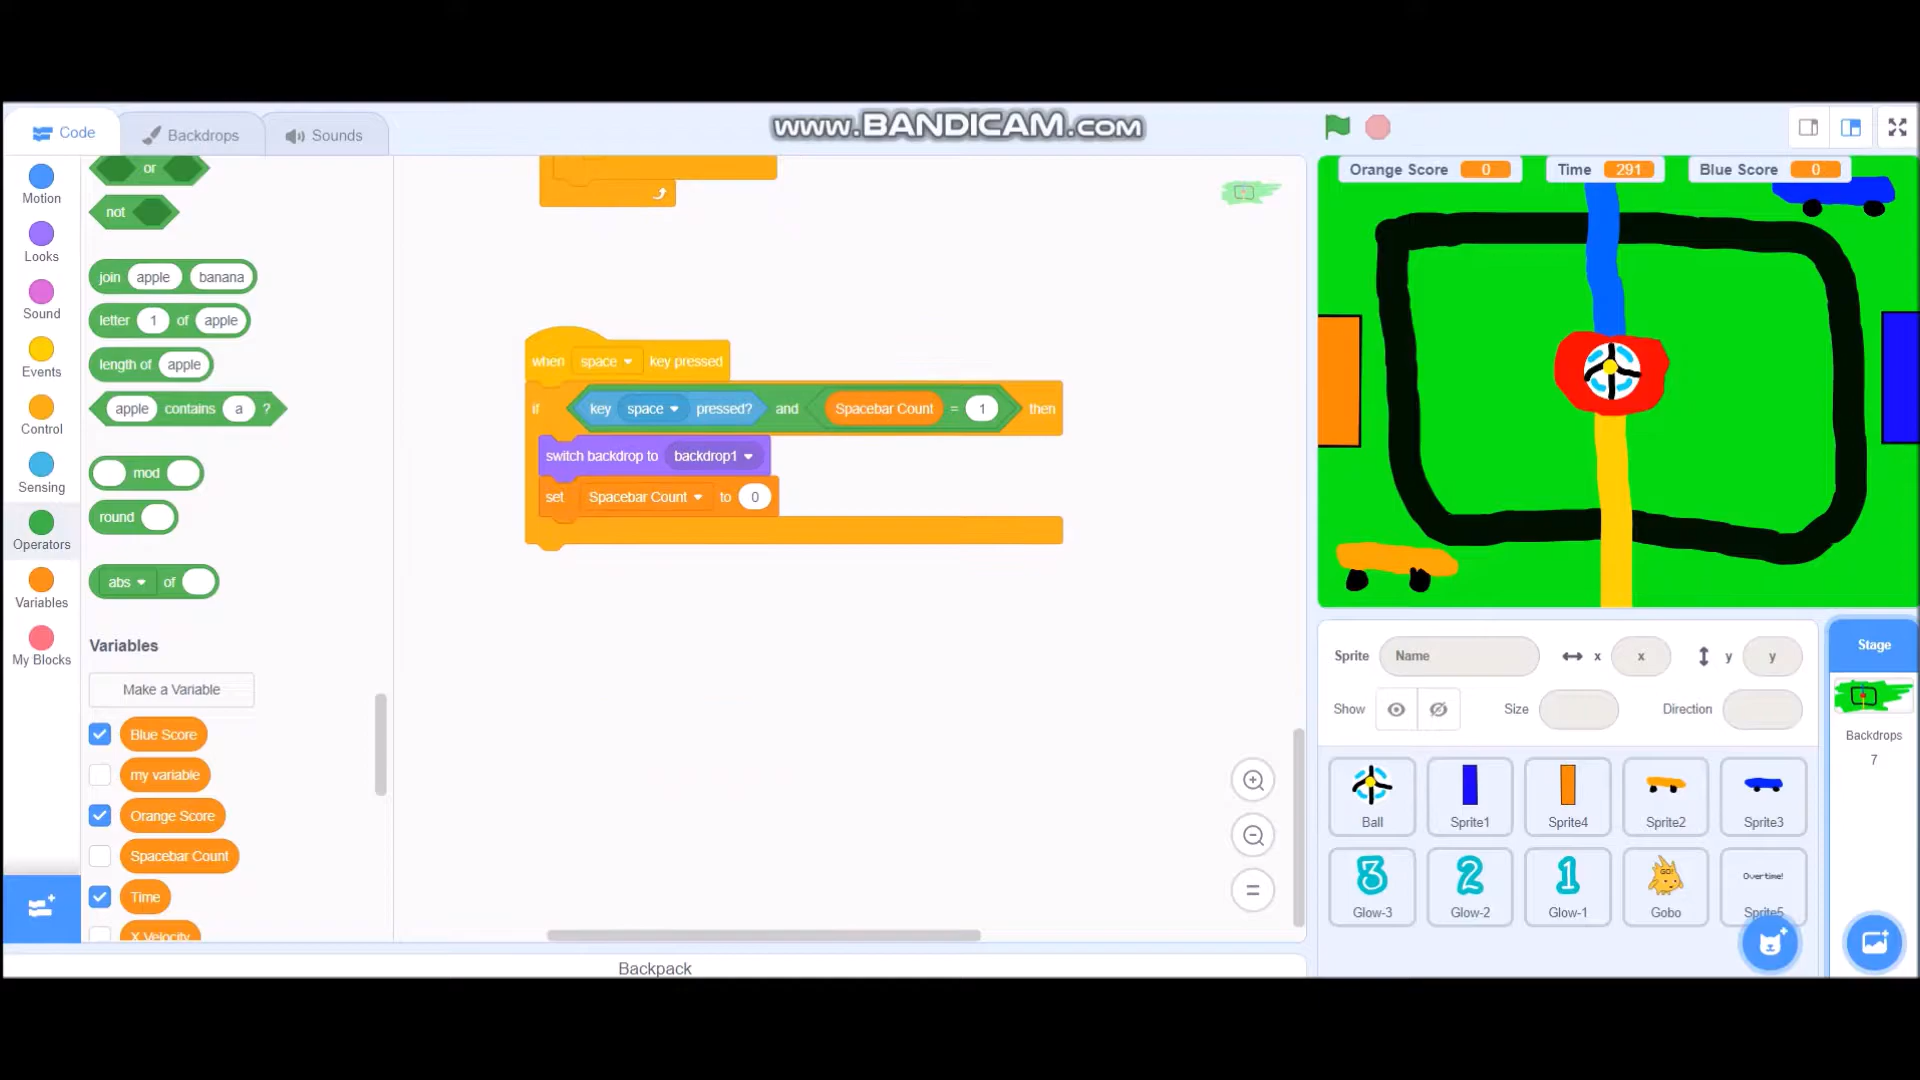 Code
Backdrops
Sounds
www.BANDICAM.com
Motion
Looks
Sound
Events
Control
Sensing
Operators
Variables
My Blocks
or
not
join apple banana
letter 1 of apple
length of apple
apple contains a ?
mod
round
abs of
Variables
Make a Variable
Blue Score
my variable
Orange Score
Spacebar Count
Time
X Velocity
when space key pressed
if key space pressed? and Spacebar Count = 1 then
switch backdrop to backdrop1
set Spacebar Count to 0
Backpack
Orange Score 0
Time 291
Blue Score 0
Sprite Name x x y y
Show Size Direction
Stage
Backdrops
7
Ball
Sprite1
Sprite4
Sprite2
Sprite3
3
2
1
GO!
Overtime!
Glow-3
Glow-2
Glow-1
Gobo
Sprite5